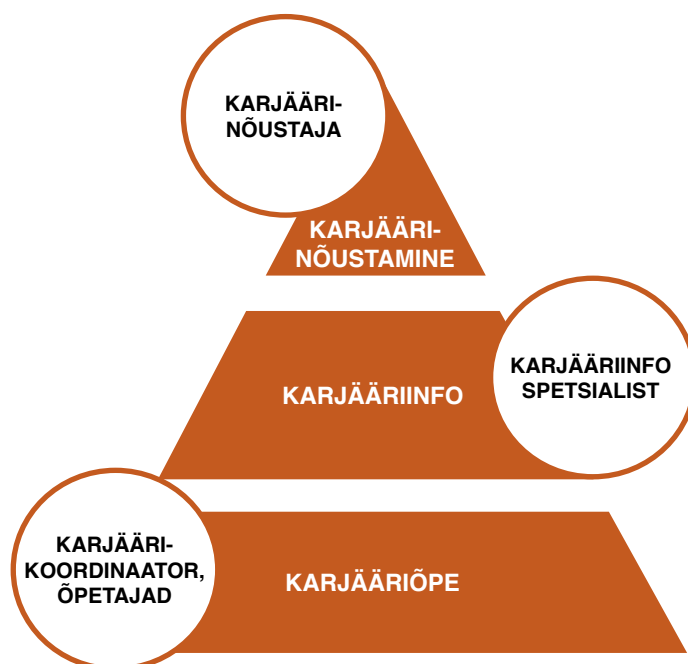 KARJÄÄRI-
NÕUSTAJA
KARJÄÄRI-
NÕUSTAMINE
KARJÄÄRIINFO
KARJÄÄRIINFO
SPETSIALIST
KARJÄÄRI-
KOORDINAATOR,
ÕPETAJAD
KARJÄÄRIÕPE